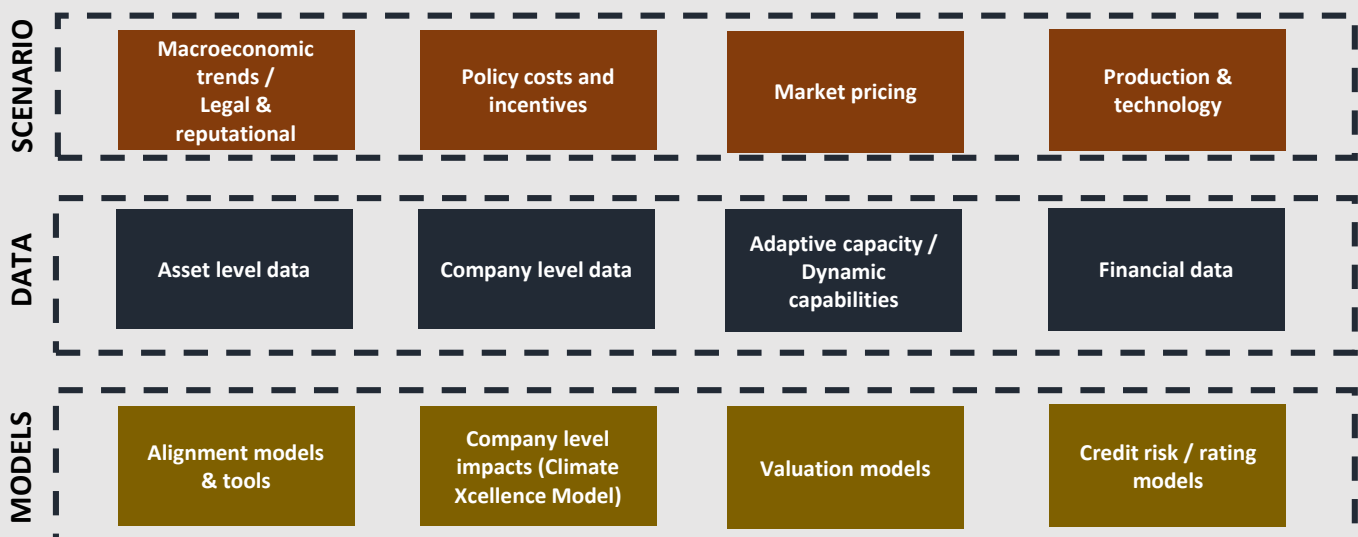 SCENARIO
Macroeconomic
trends /
Legal &
reputational
Policy costs and
incentives
Market pricing
Production &
technology
DATA
Asset level data
Company level data
Adaptive capacity /
Dynamic
capabilities
Financial data
MODELS
Alignment models
& tools
Company level
impacts (Climate
Xcellence Model)
Valuation models
Credit risk / rating
models